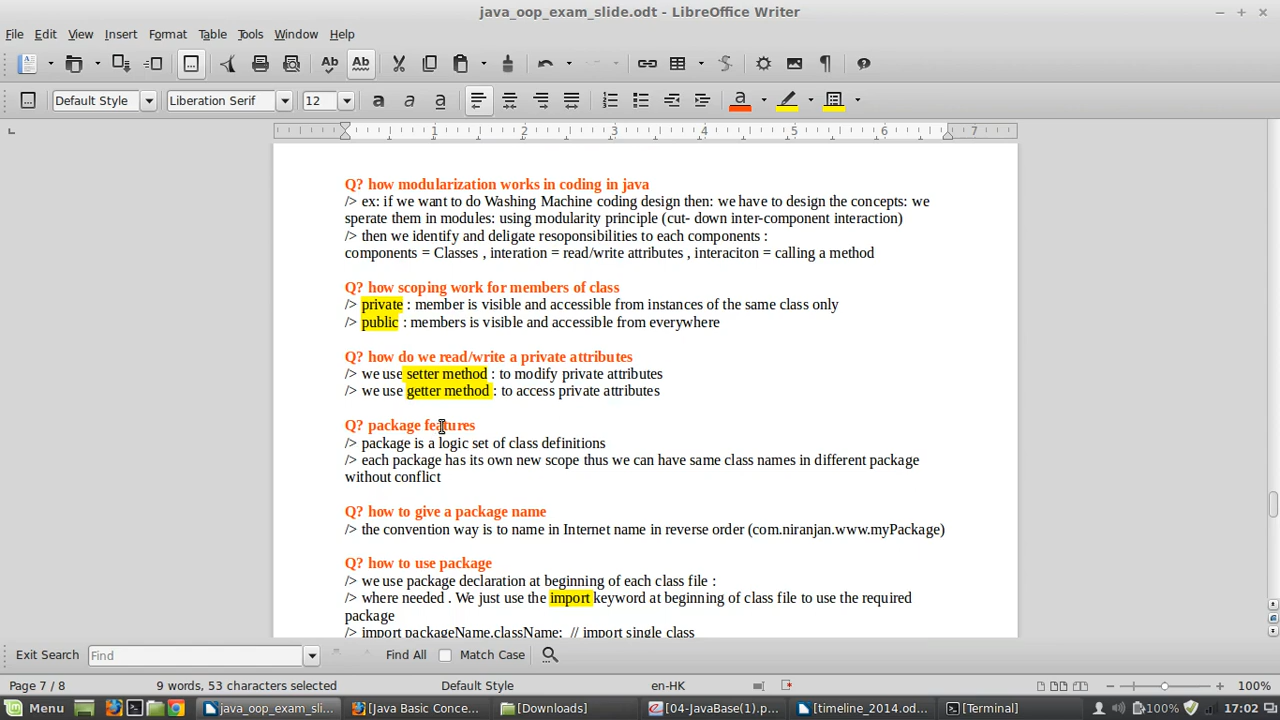 java_oop_exam_slide.odt - LibreOffice Writer
File Edit View Insert Format Table Tools Window Help
Default Style Liberation Serif 12
1 2 3 4 5 6 7
Q? how modularization works in coding in java
/> ex: if we want to do Washing Machine coding design then: we have to design the concepts: we
sperate them in modules: using modularity principle (cut- down inter-component interaction)
/> then we identify and deligate resoponsibilities to each components :
components = Classes , interation = read/write attributes , interaciton = calling a method
Q? how scoping work for members of class
/> private : member is visible and accessible from instances of the same class only
/> public : members is visible and accessible from everywhere
Q? how do we read/write a private attributes
/> we use setter method : to modify private attributes
/> we use getter method : to access private attributes
Q? package features
/> package is a logic set of class definitions
/> each package has its own new scope thus we can have same class names in different package
without conflict
Q? how to give a package name
/> the convention way is to name in Internet name in reverse order (com.niranjan.www.myPackage)
Q? how to use package
/> we use package declaration at beginning of each class file :
/> where needed . We just use the import keyword at beginning of class file to use the required
package
/> import packageName.className; // import single class
Exit Search Find Find All Match Case
Page 7 / 8 9 words, 53 characters selected Default Style en-HK 100%
Menu java_oop_exam_sli... [Java Basic Conce... [Downloads] [04-JavaBase(1).p... [timeline_2014.od... [Terminal] 100% 17:02